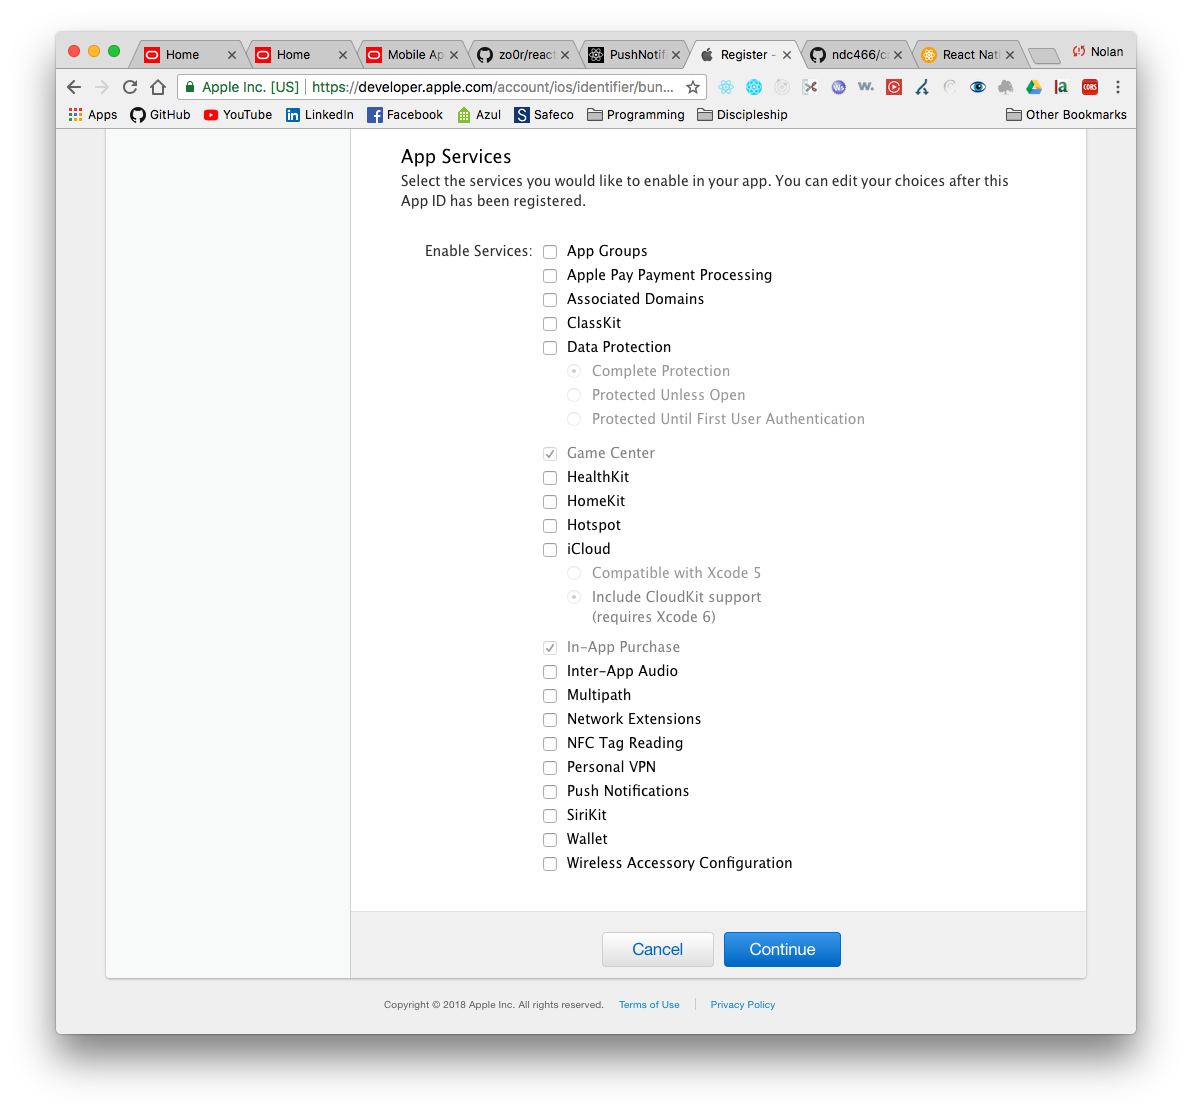 Home
Home
Mobile Ap
zo0r/react
PushNotifi
Register -
ndc466/c
React Nati
Nolan
Apple Inc. [US]
https://developer.apple.com/account/ios/identifier/bun...
Apps
GitHub
YouTube
LinkedIn
Facebook
Azul
Safeco
Programming
Discipleship
Other Bookmarks
App Services
Select the services you would like to enable in your app. You can edit your choices after this
App ID has been registered.
Enable Services:
App Groups
Apple Pay Payment Processing
Associated Domains
ClassKit
Data Protection
Complete Protection
Protected Unless Open
Protected Until First User Authentication
Game Center
HealthKit
HomeKit
Hotspot
iCloud
Compatible with Xcode 5
Include CloudKit support
(requires Xcode 6)
In-App Purchase
Inter-App Audio
Multipath
Network Extensions
NFC Tag Reading
Personal VPN
Push Notifications
SiriKit
Wallet
Wireless Accessory Configuration
Cancel
Continue
Copyright © 2018 Apple Inc. All rights reserved.
Terms of Use
Privacy Policy